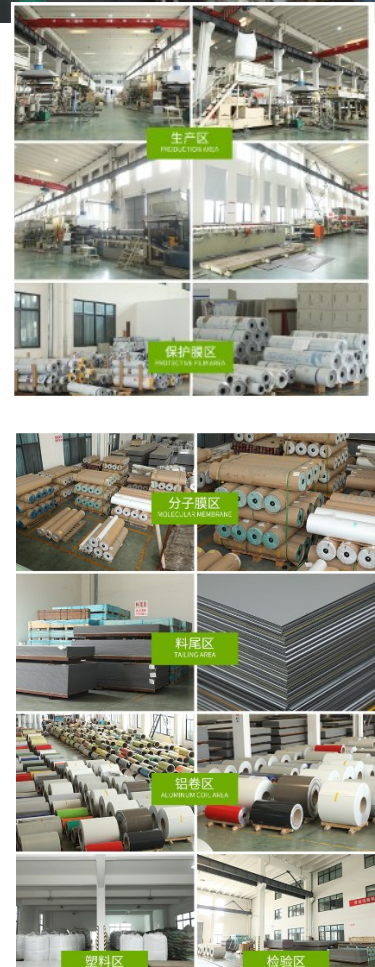 生产区
PRODUCTION AREA
保护膜区
PROTECTIVE FILM AREA
分子膜区
MOLECULAR MEMBRANE
料尾区
TAILING AREA
铝卷区
ALUMINUM COIL AREA
塑料区
检验区